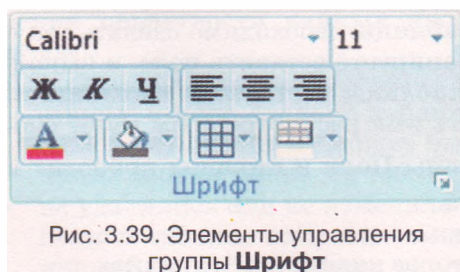 Calibri 11
Ж К Ч
А
Шрифт
Рис. 3.39. Элементы управления
группы Шрифт